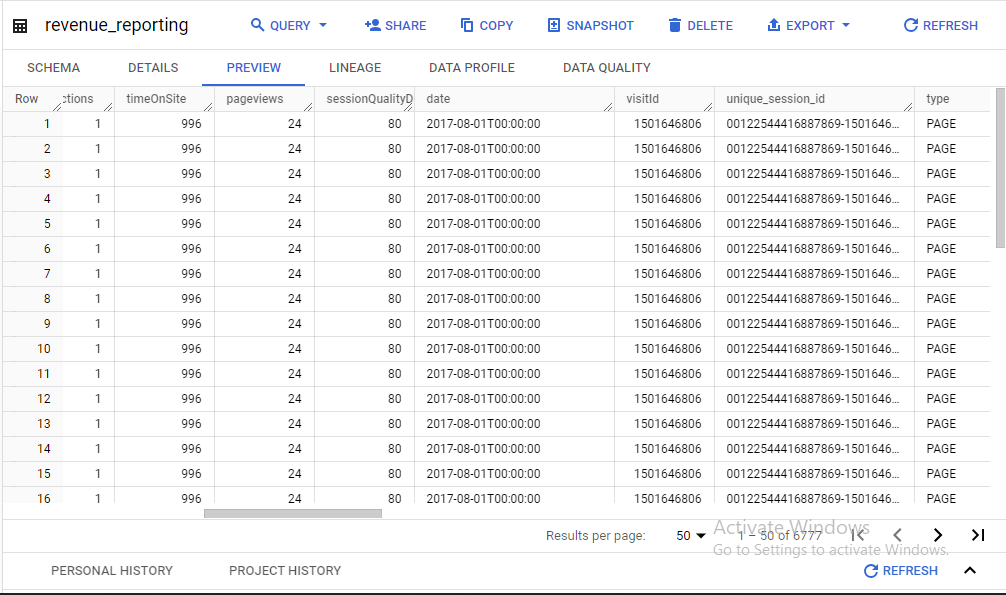 revenue_reporting QUERY SHARE COPY SNAPSHOT DELETE EXPORT REFRESH
SCHEMA DETAILS PREVIEW LINEAGE DATA PROFILE DATA QUALITY
Row ctions timeOnSite pageviews sessionQualityD date visitId unique_session_id type
1 1 996 24 80 2017-08-01T00:00:00 1501646806 00122544416887869-1501646... PAGE
2 1 996 24 80 2017-08-01T00:00:00 1501646806 00122544416887869-1501646... PAGE
3 1 996 24 80 2017-08-01T00:00:00 1501646806 00122544416887869-1501646... PAGE
4 1 996 24 80 2017-08-01T00:00:00 1501646806 00122544416887869-1501646... PAGE
5 1 996 24 80 2017-08-01T00:00:00 1501646806 00122544416887869-1501646... PAGE
6 1 996 24 80 2017-08-01T00:00:00 1501646806 00122544416887869-1501646... PAGE
7 1 996 24 80 2017-08-01T00:00:00 1501646806 00122544416887869-1501646... PAGE
8 1 996 24 80 2017-08-01T00:00:00 1501646806 00122544416887869-1501646... PAGE
9 1 996 24 80 2017-08-01T00:00:00 1501646806 00122544416887869-1501646... PAGE
10 1 996 24 80 2017-08-01T00:00:00 1501646806 00122544416887869-1501646... PAGE
11 1 996 24 80 2017-08-01T00:00:00 1501646806 00122544416887869-1501646... PAGE
12 1 996 24 80 2017-08-01T00:00:00 1501646806 00122544416887869-1501646... PAGE
13 1 996 24 80 2017-08-01T00:00:00 1501646806 00122544416887869-1501646... PAGE
14 1 996 24 80 2017-08-01T00:00:00 1501646806 00122544416887869-1501646... PAGE
15 1 996 24 80 2017-08-01T00:00:00 1501646806 00122544416887869-1501646... PAGE
16 1 996 24 80 2017-08-01T00:00:00 1501646806 00122544416887869-1501646... PAGE
Activate Windows
Results per page: 50 1 – 50 of 6777
Go to Settings to activate Windows.
PERSONAL HISTORY PROJECT HISTORY REFRESH